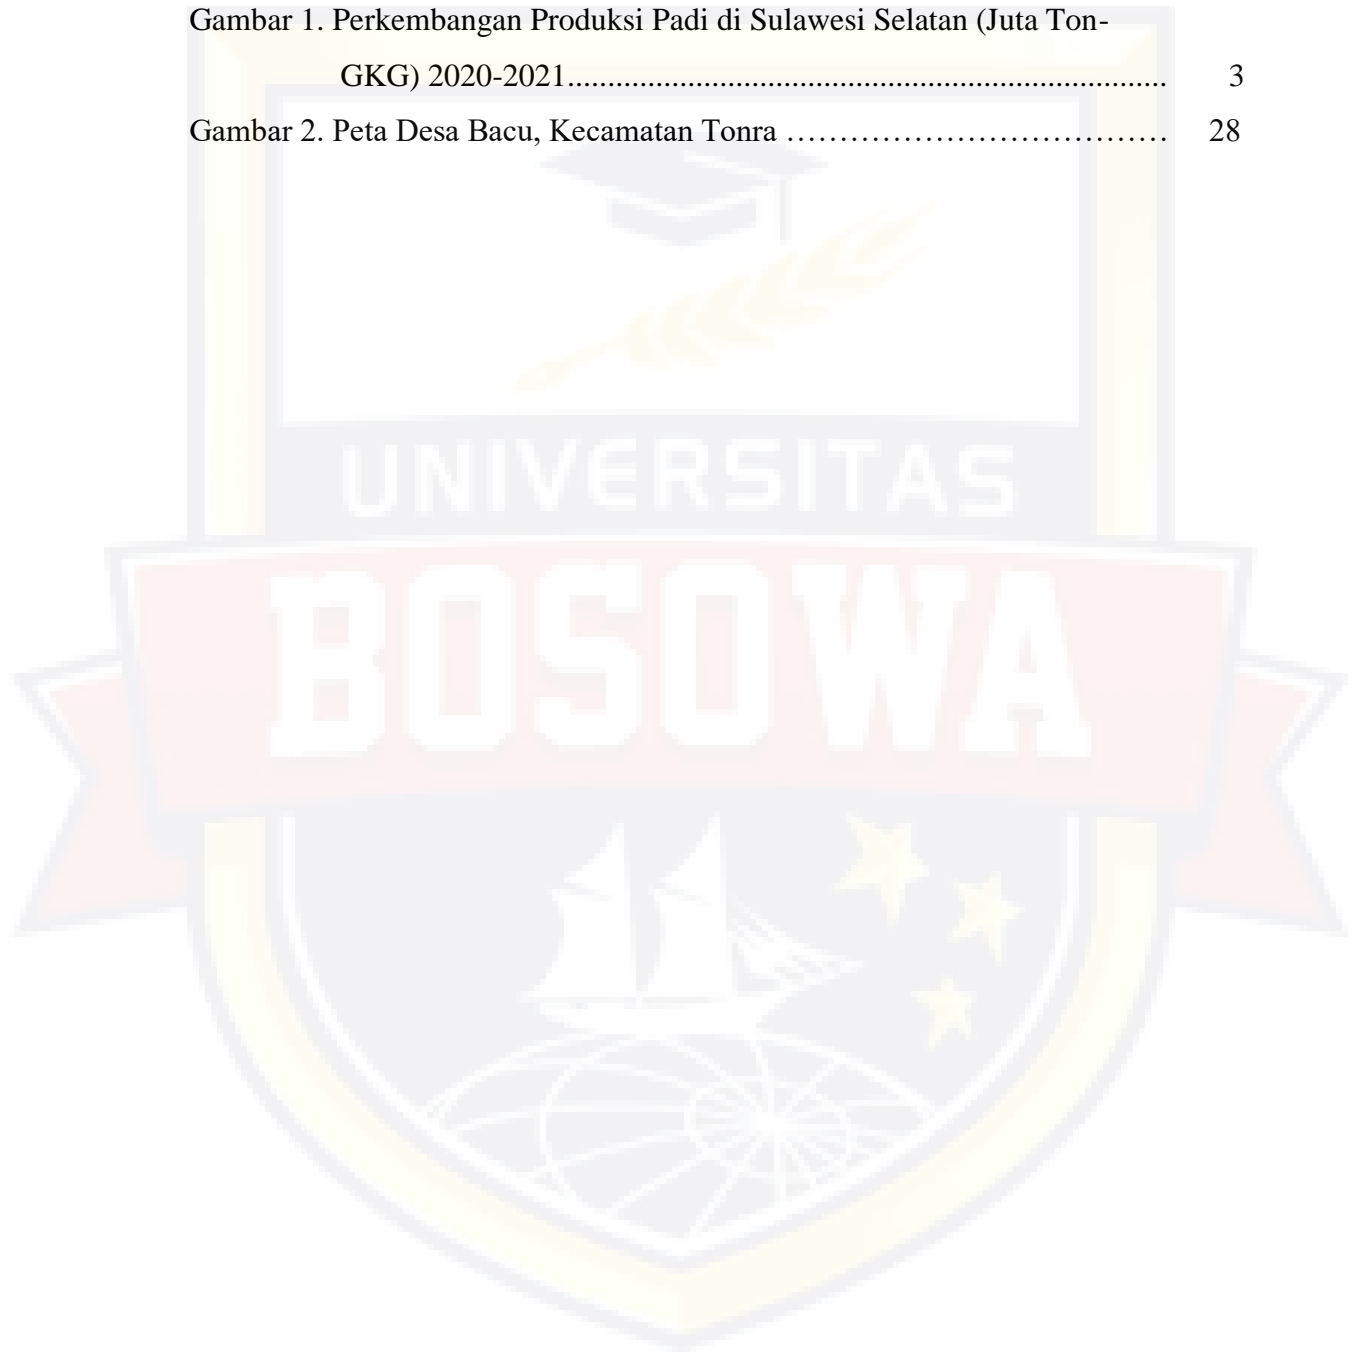 Gambar 1. Perkembangan Produksi Padi di Sulawesi Selatan (Juta Ton-
GKG) 2020-2021.......................................................................... 3
Gambar 2. Peta Desa Bacu, Kecamatan Tonra ……………………………… 28
UNIVERSITAS
BOSOWA